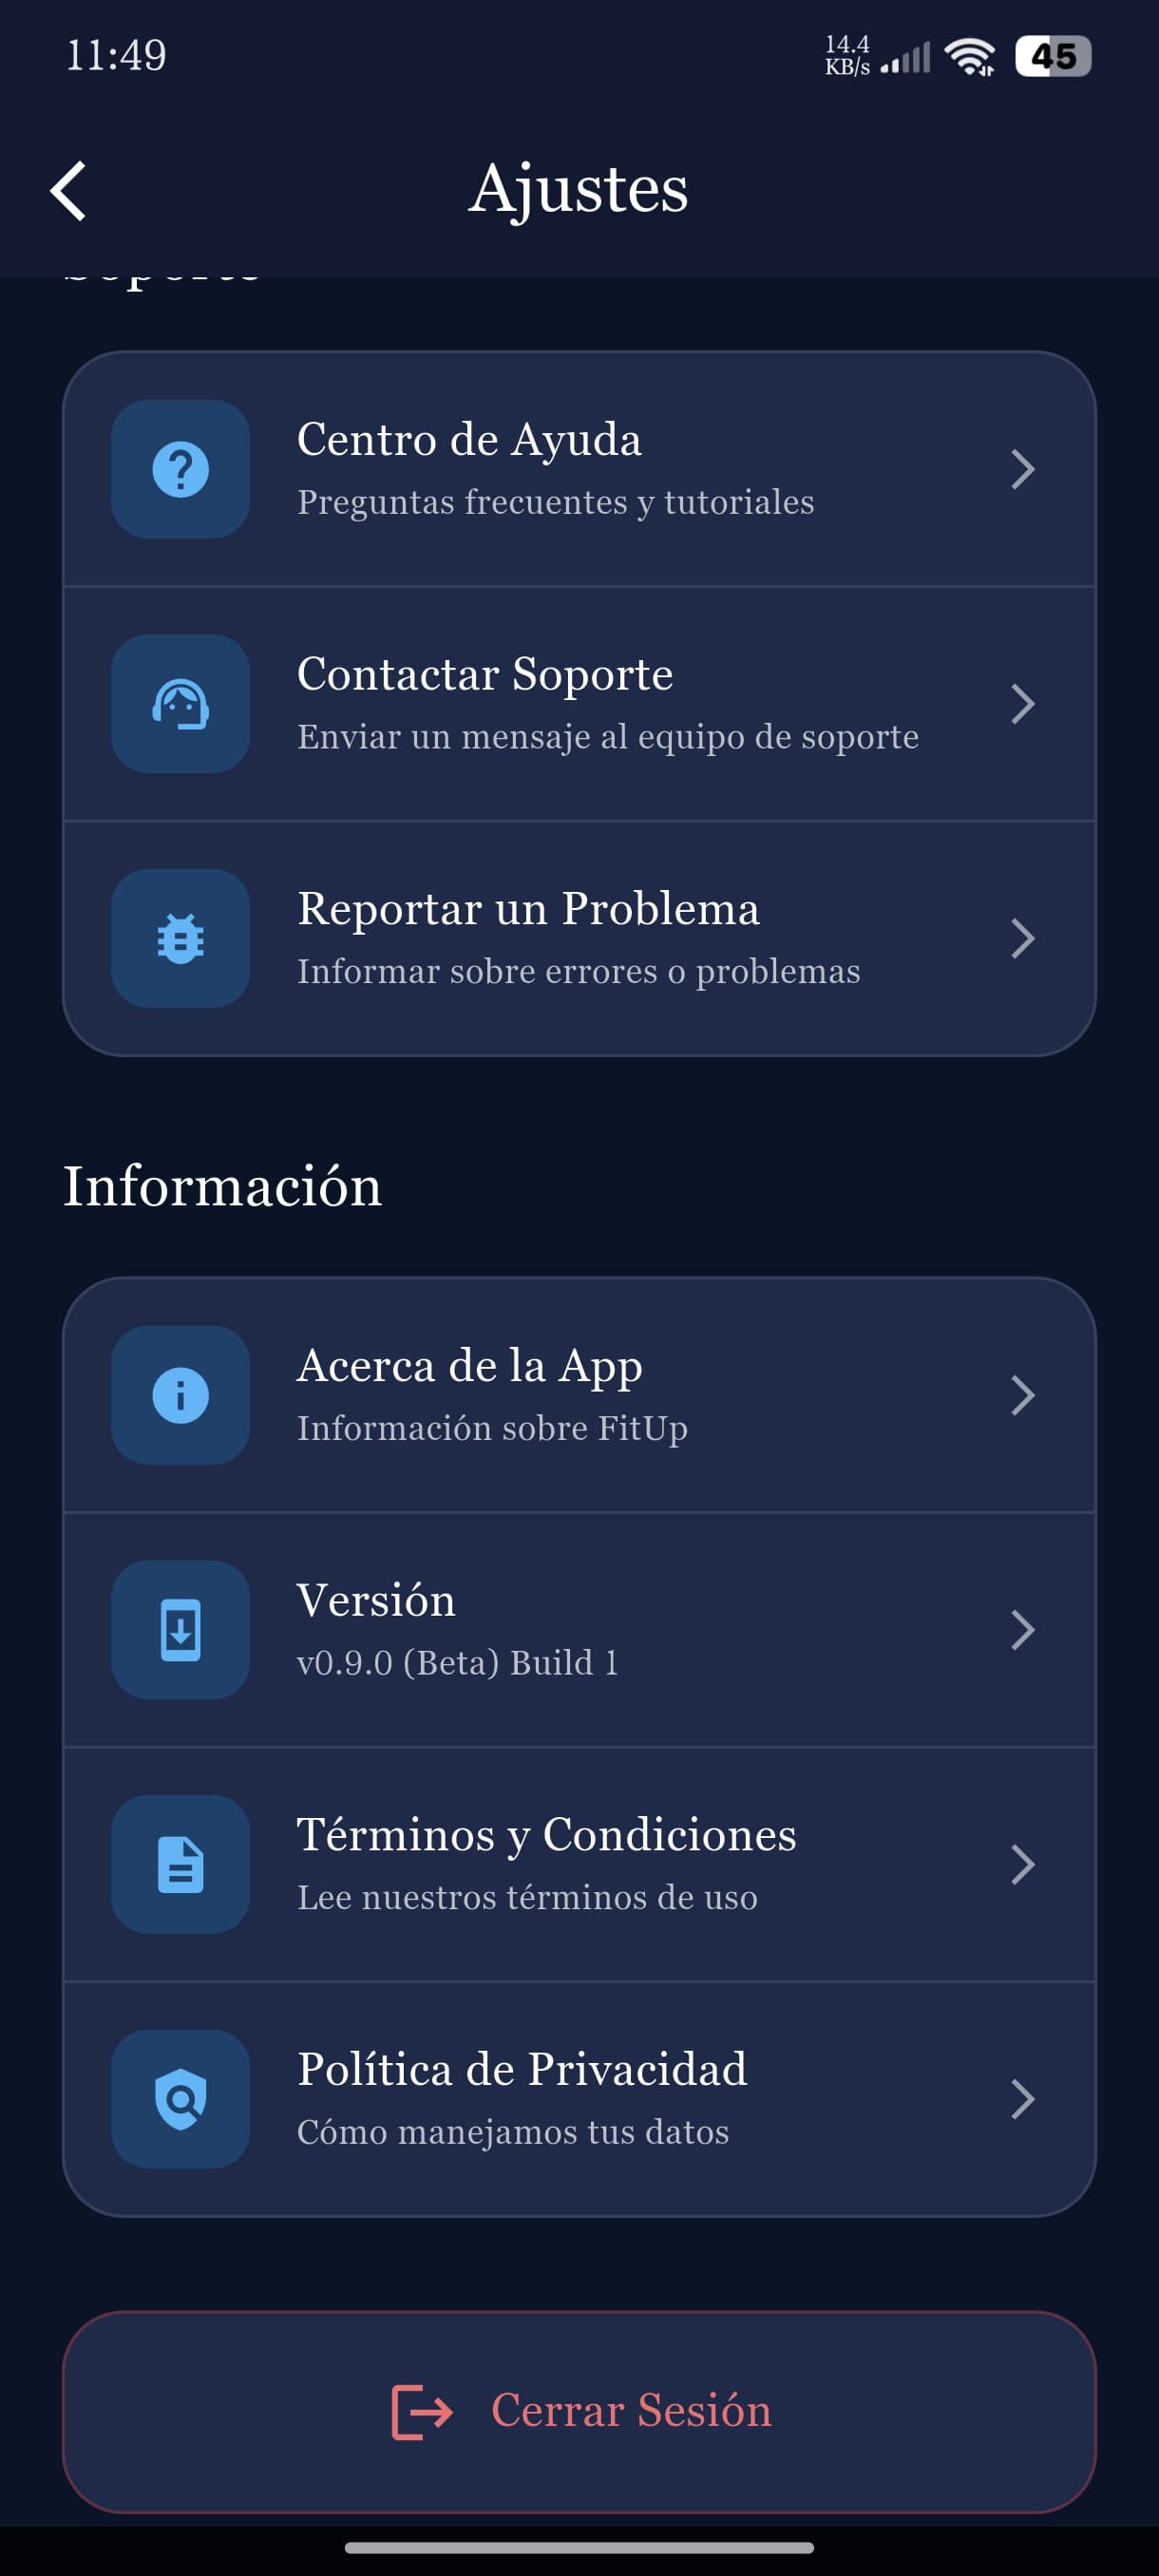 11:49
14.4
KB/s
45
Ajustes
Soporte
Centro de Ayuda
Preguntas frecuentes y tutoriales
Contactar Soporte
Enviar un mensaje al equipo de soporte
Reportar un Problema
Informar sobre errores o problemas
Información
Acerca de la App
Información sobre FitUp
Versión
v0.9.0 (Beta) Build 1
Términos y Condiciones
Lee nuestros términos de uso
Política de Privacidad
Cómo manejamos tus datos
Cerrar Sesión